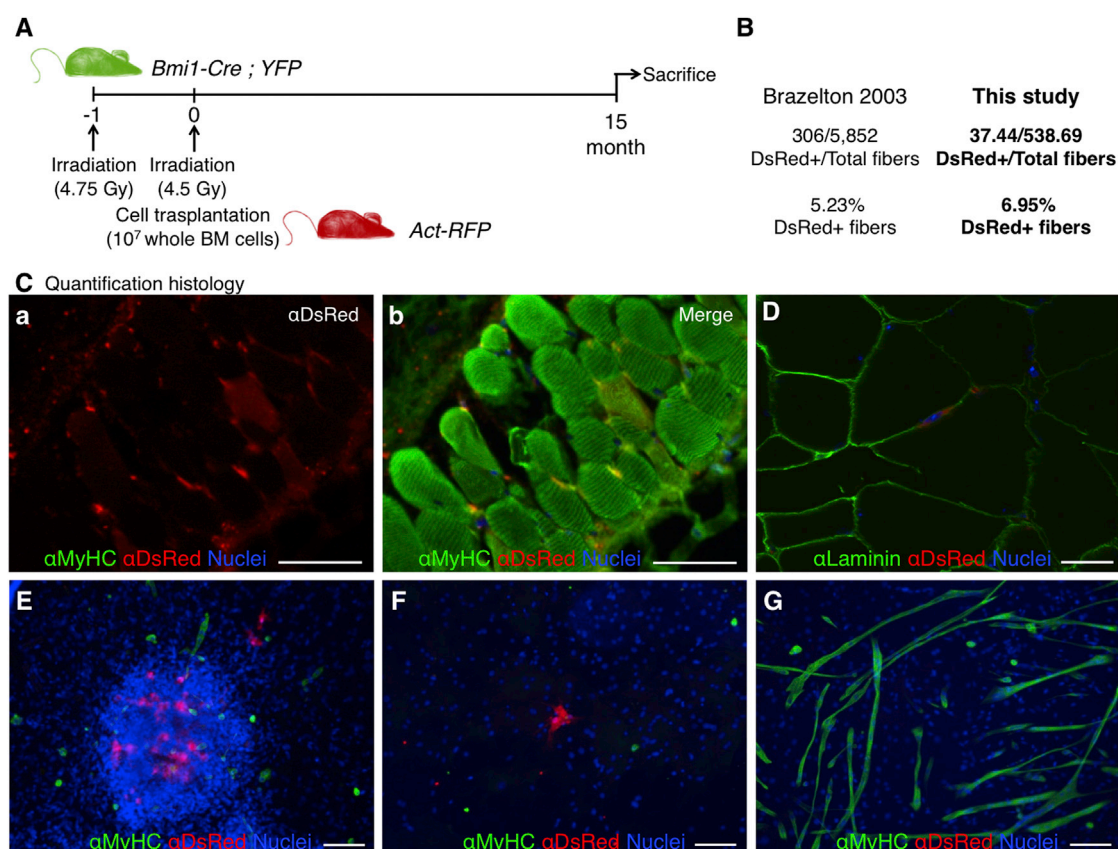 A
Bmi1-Cre ; YFP
Sacrifice
-1
0
15
month
Irradiation
(4.75 Gy)
Irradiation
(4.5 Gy)
Cell trasplantation
(10⁷ whole BM cells)
Act-RFP
B
Brazelton 2003
This study
306/5,852
DsRed+/Total fibers
37.44/538.69
DsRed+/Total fibers
5.23%
DsRed+ fibers
6.95%
DsRed+ fibers
C Quantification histology
a
αDsRed
αMyHC αDsRed Nuclei
b
Merge
αMyHC αDsRed Nuclei
D
αLaminin αDsRed Nuclei
E
αMyHC αDsRed Nuclei
F
αMyHC αDsRed Nuclei
G
αMyHC αDsRed Nuclei